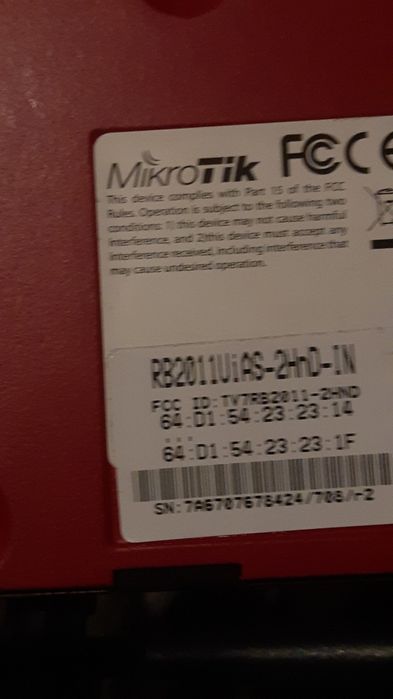 MikroTik FC CE
This device complies with Part 15 of the FCC
Rules. Operation is subject to the following two
conditions: 1) this device may not cause harmful
interference, and 2)this device must accept any
interference received, including interference that
may cause undesired operation.
RB2011UiAS-2HnD-IN
FCC ID:TV7RB2011-2HND
64:D1:54:23:23:14
...
64:D1:54:23:23:1F
SN:7A6707678424/708/r2